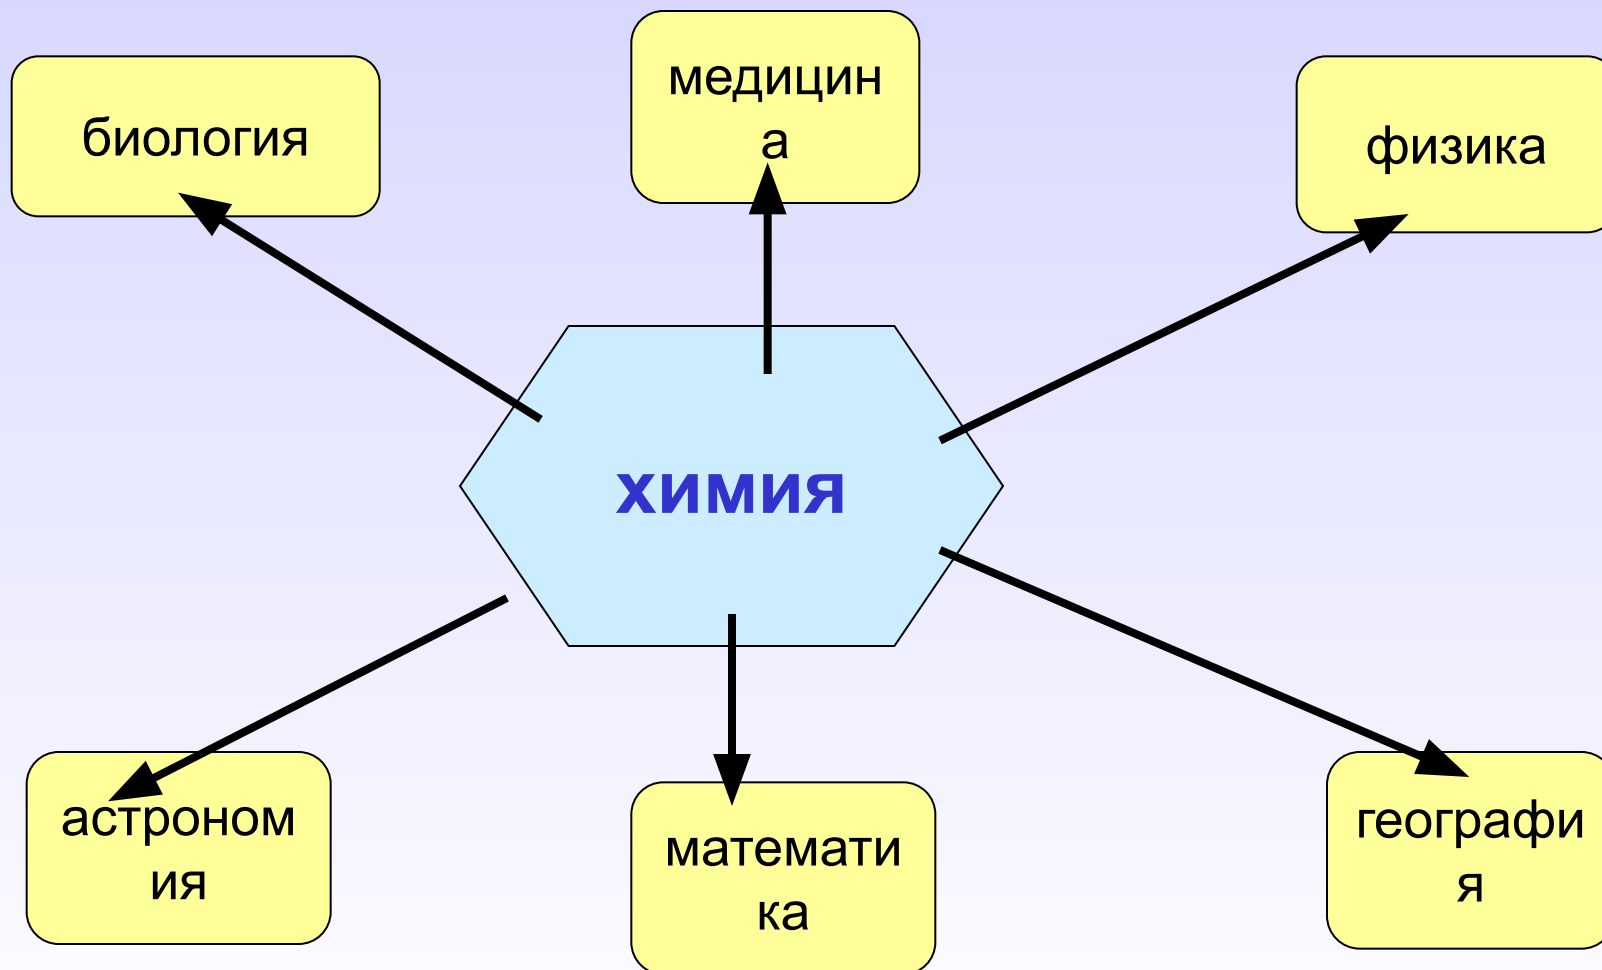 биология
медицин
а
физика
химия
астроном
ия
математи
ка
географи
я